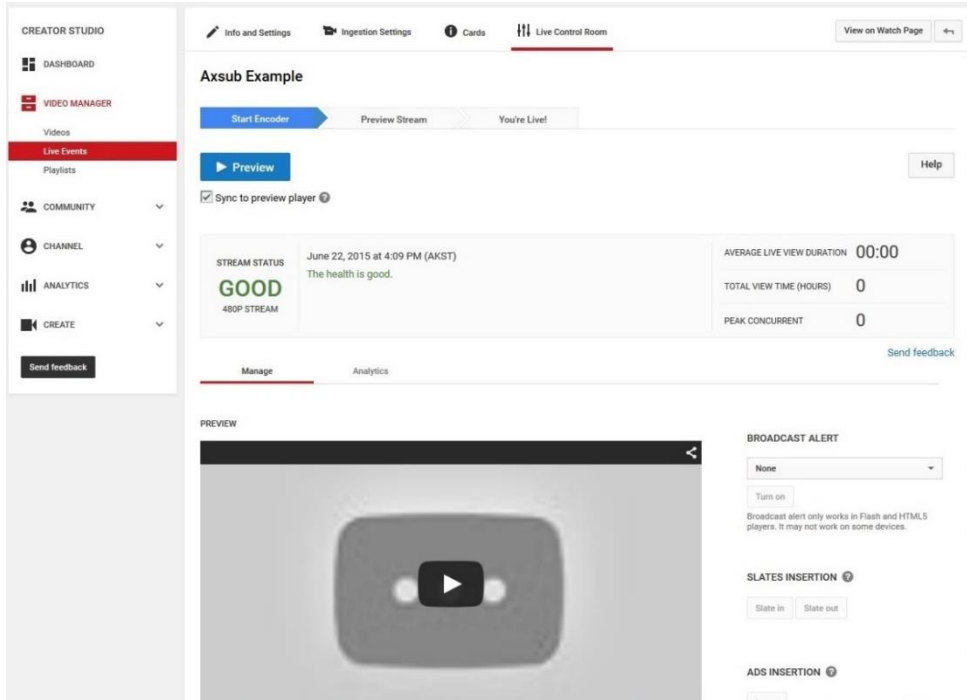 CREATOR STUDIO
DASHBOARD
VIDEO MANAGER
Videos
Live Events
Playlists
COMMUNITY
CHANNEL
ANALYTICS
CREATE
Send feedback
Info and Settings
Ingestion Settings
Cards
Live Control Room
View on Watch Page
Axsub Example
Start Encoder
Preview Stream
You're Live!
Preview
Help
Sync to preview player
STREAM STATUS
GOOD
480P STREAM
June 22, 2015 at 4:09 PM (AKST)
The health is good.
AVERAGE LIVE VIEW DURATION 00:00
TOTAL VIEW TIME (HOURS) 0
PEAK CONCURRENT 0
Send feedback
Manage
Analytics
PREVIEW
BROADCAST ALERT
None
Turn on
Broadcast alert only works in Flash and HTML5
players. It may not work on some devices.
SLATES INSERTION
Slate in
Slate out
ADS INSERTION